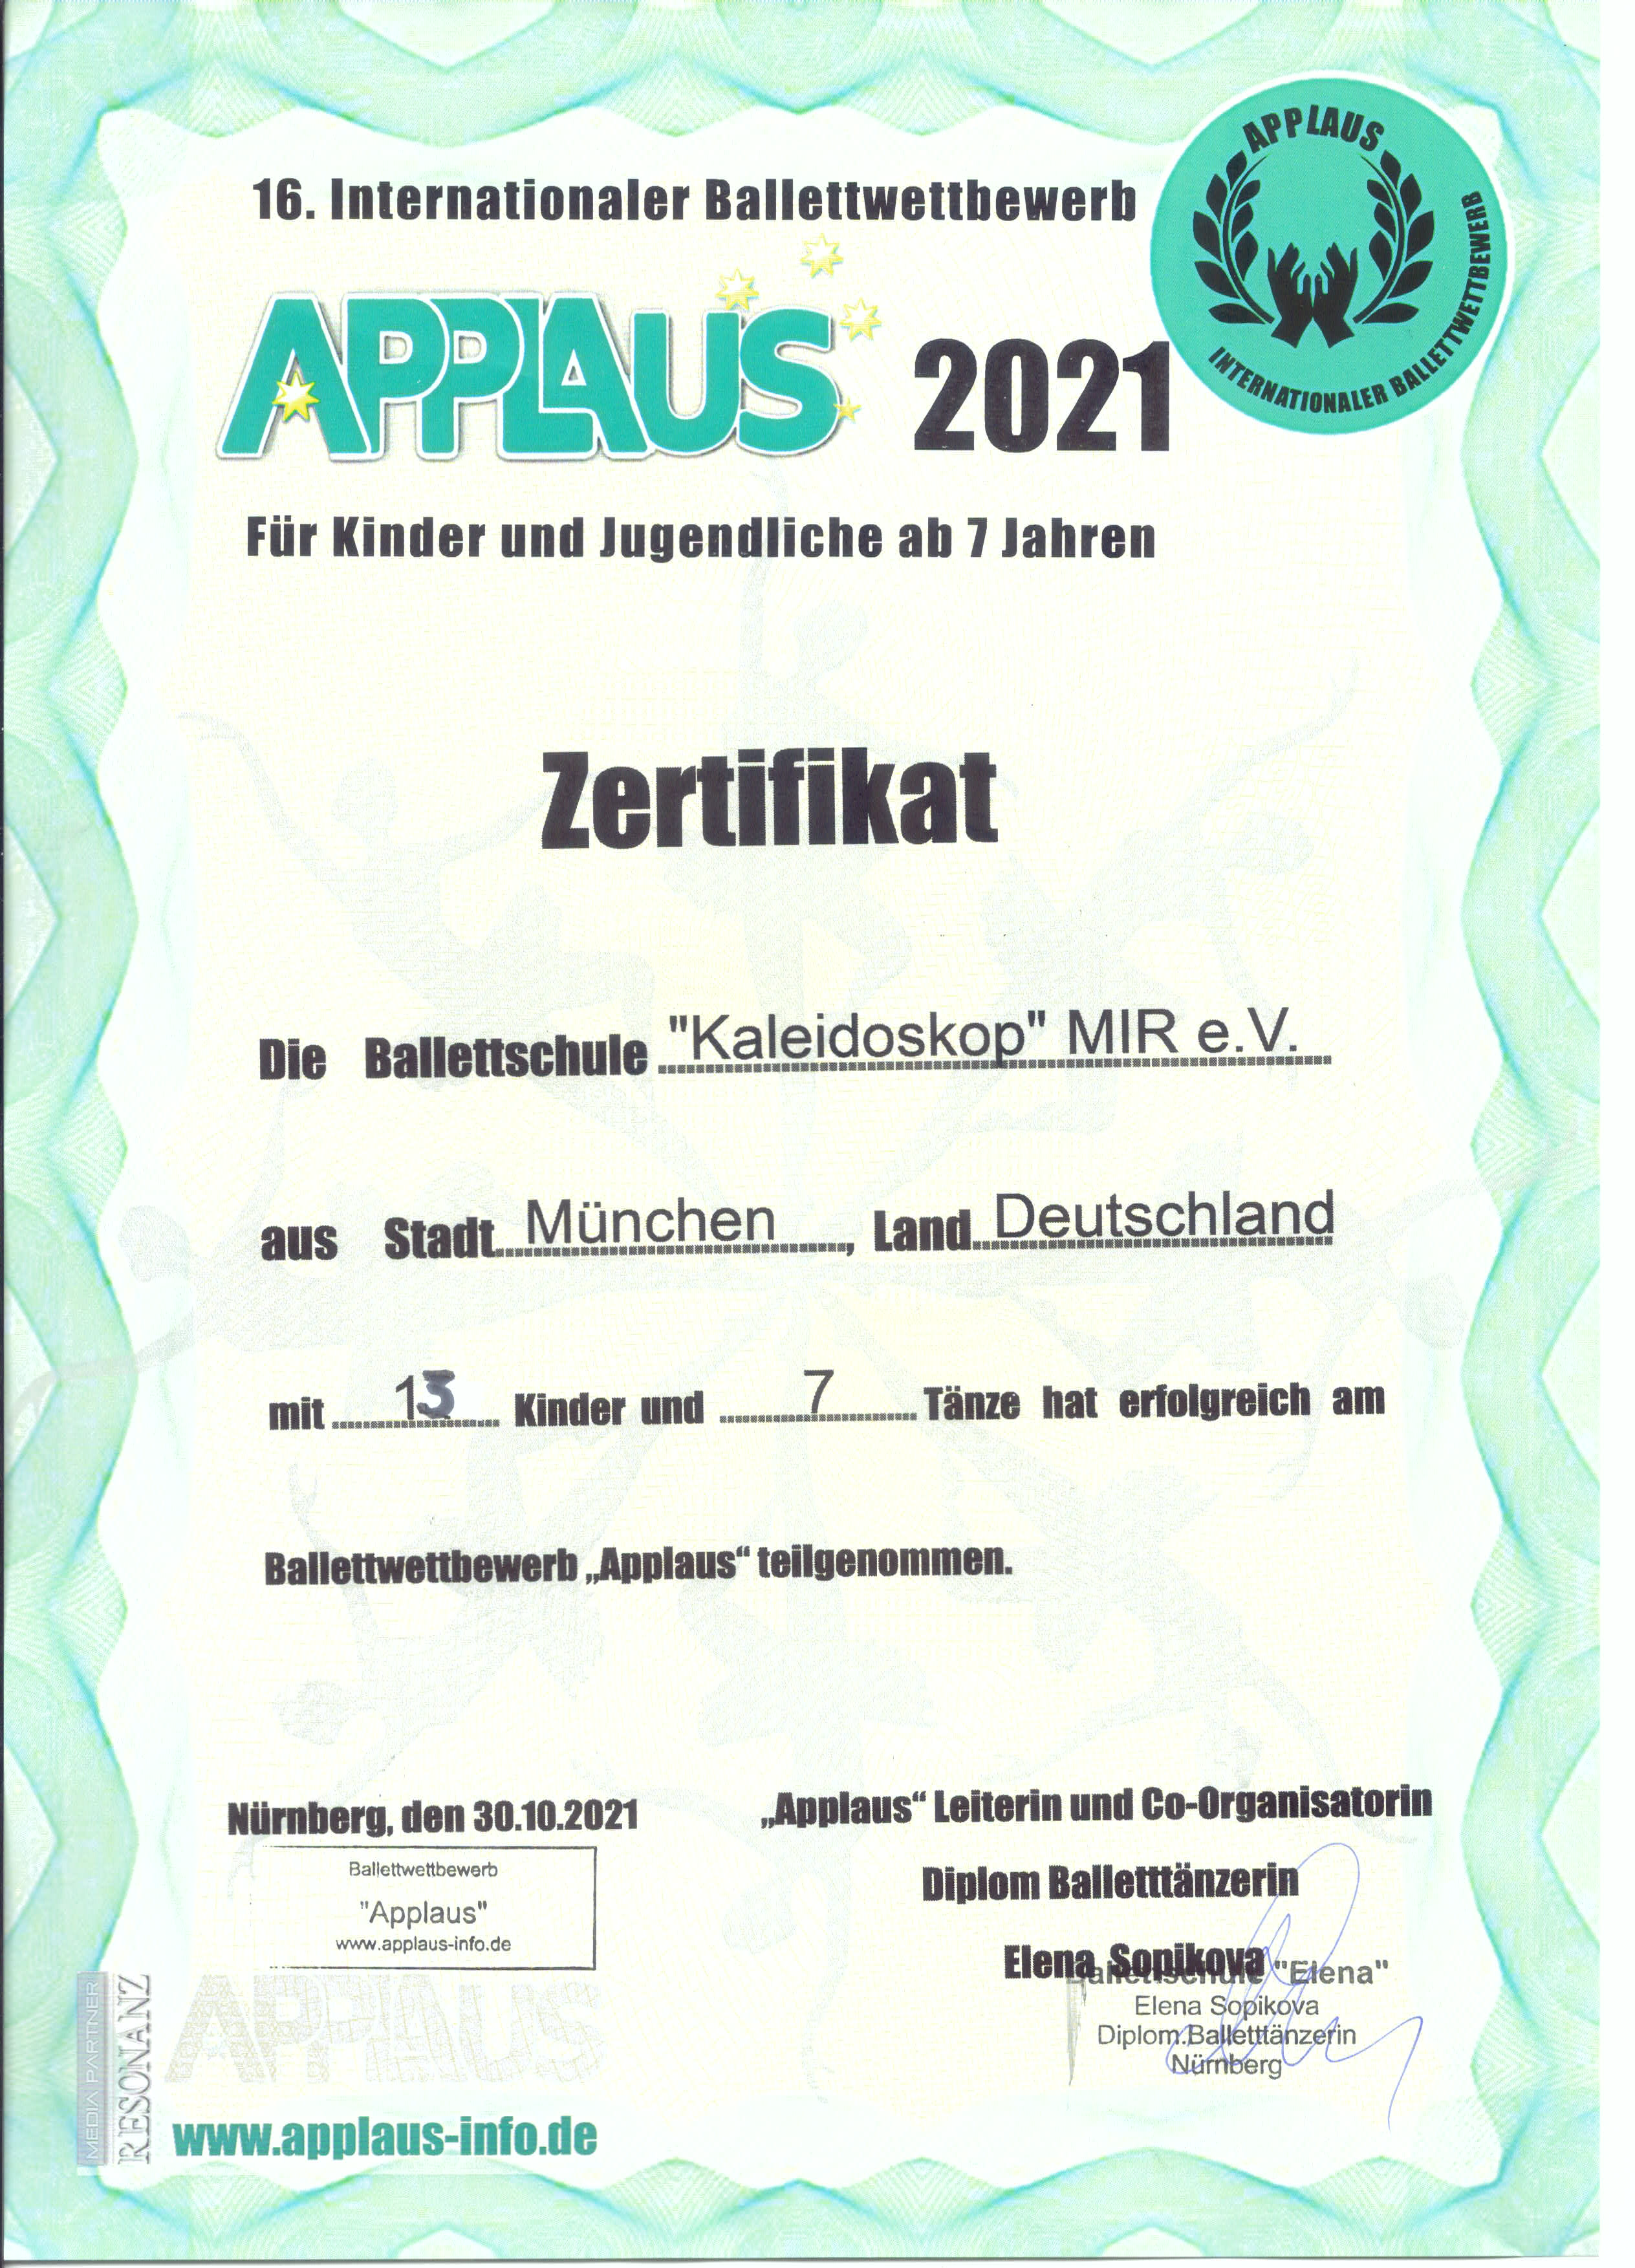 16. Internationaler Ballettwettbewerb
APPLAUS 2021
APPLAUS
INTERNATIONALER BALLETTWETTBEWERB
Für Kinder und Jugendliche ab 7 Jahren
Zertifikat
Die Ballettschule "Kaleidoskop" MIR e.V.
aus Stadt München, Land Deutschland
mit 13 Kinder und 7 Tänze hat erfolgreich am
Ballettwettbewerb „Applaus“ teilgenommen.
Nürnberg, den 30.10.2021
Ballettwettbewerb
"Applaus"
www.applaus-info.de
„Applaus“ Leiterin und Co-Organisatorin
Diplom Balletttänzerin
Elena Sopikova
Ballettschule "Elena"
Elena Sopikova
Diplom.Balletttänzerin
Nürnberg
MEDIA PARTNER
RESONANZ
APPLAUS
www.applaus-info.de